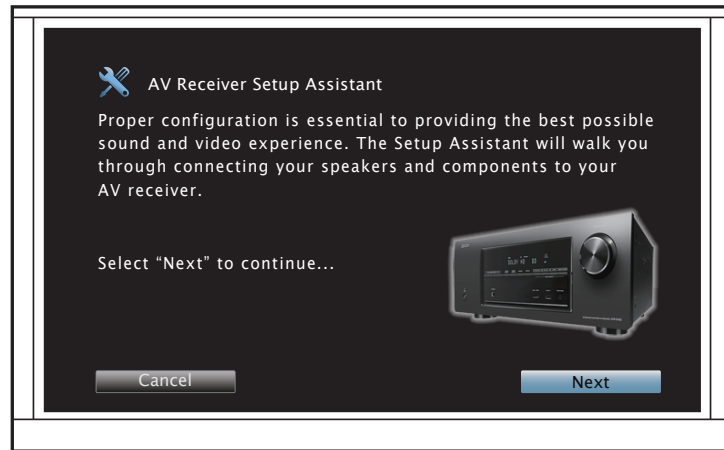 AV Receiver Setup Assistant
Proper configuration is essential to providing the best possible
sound and video experience. The Setup Assistant will walk you
through connecting your speakers and components to your
AV receiver.
Select “Next” to continue...
Cancel
Next